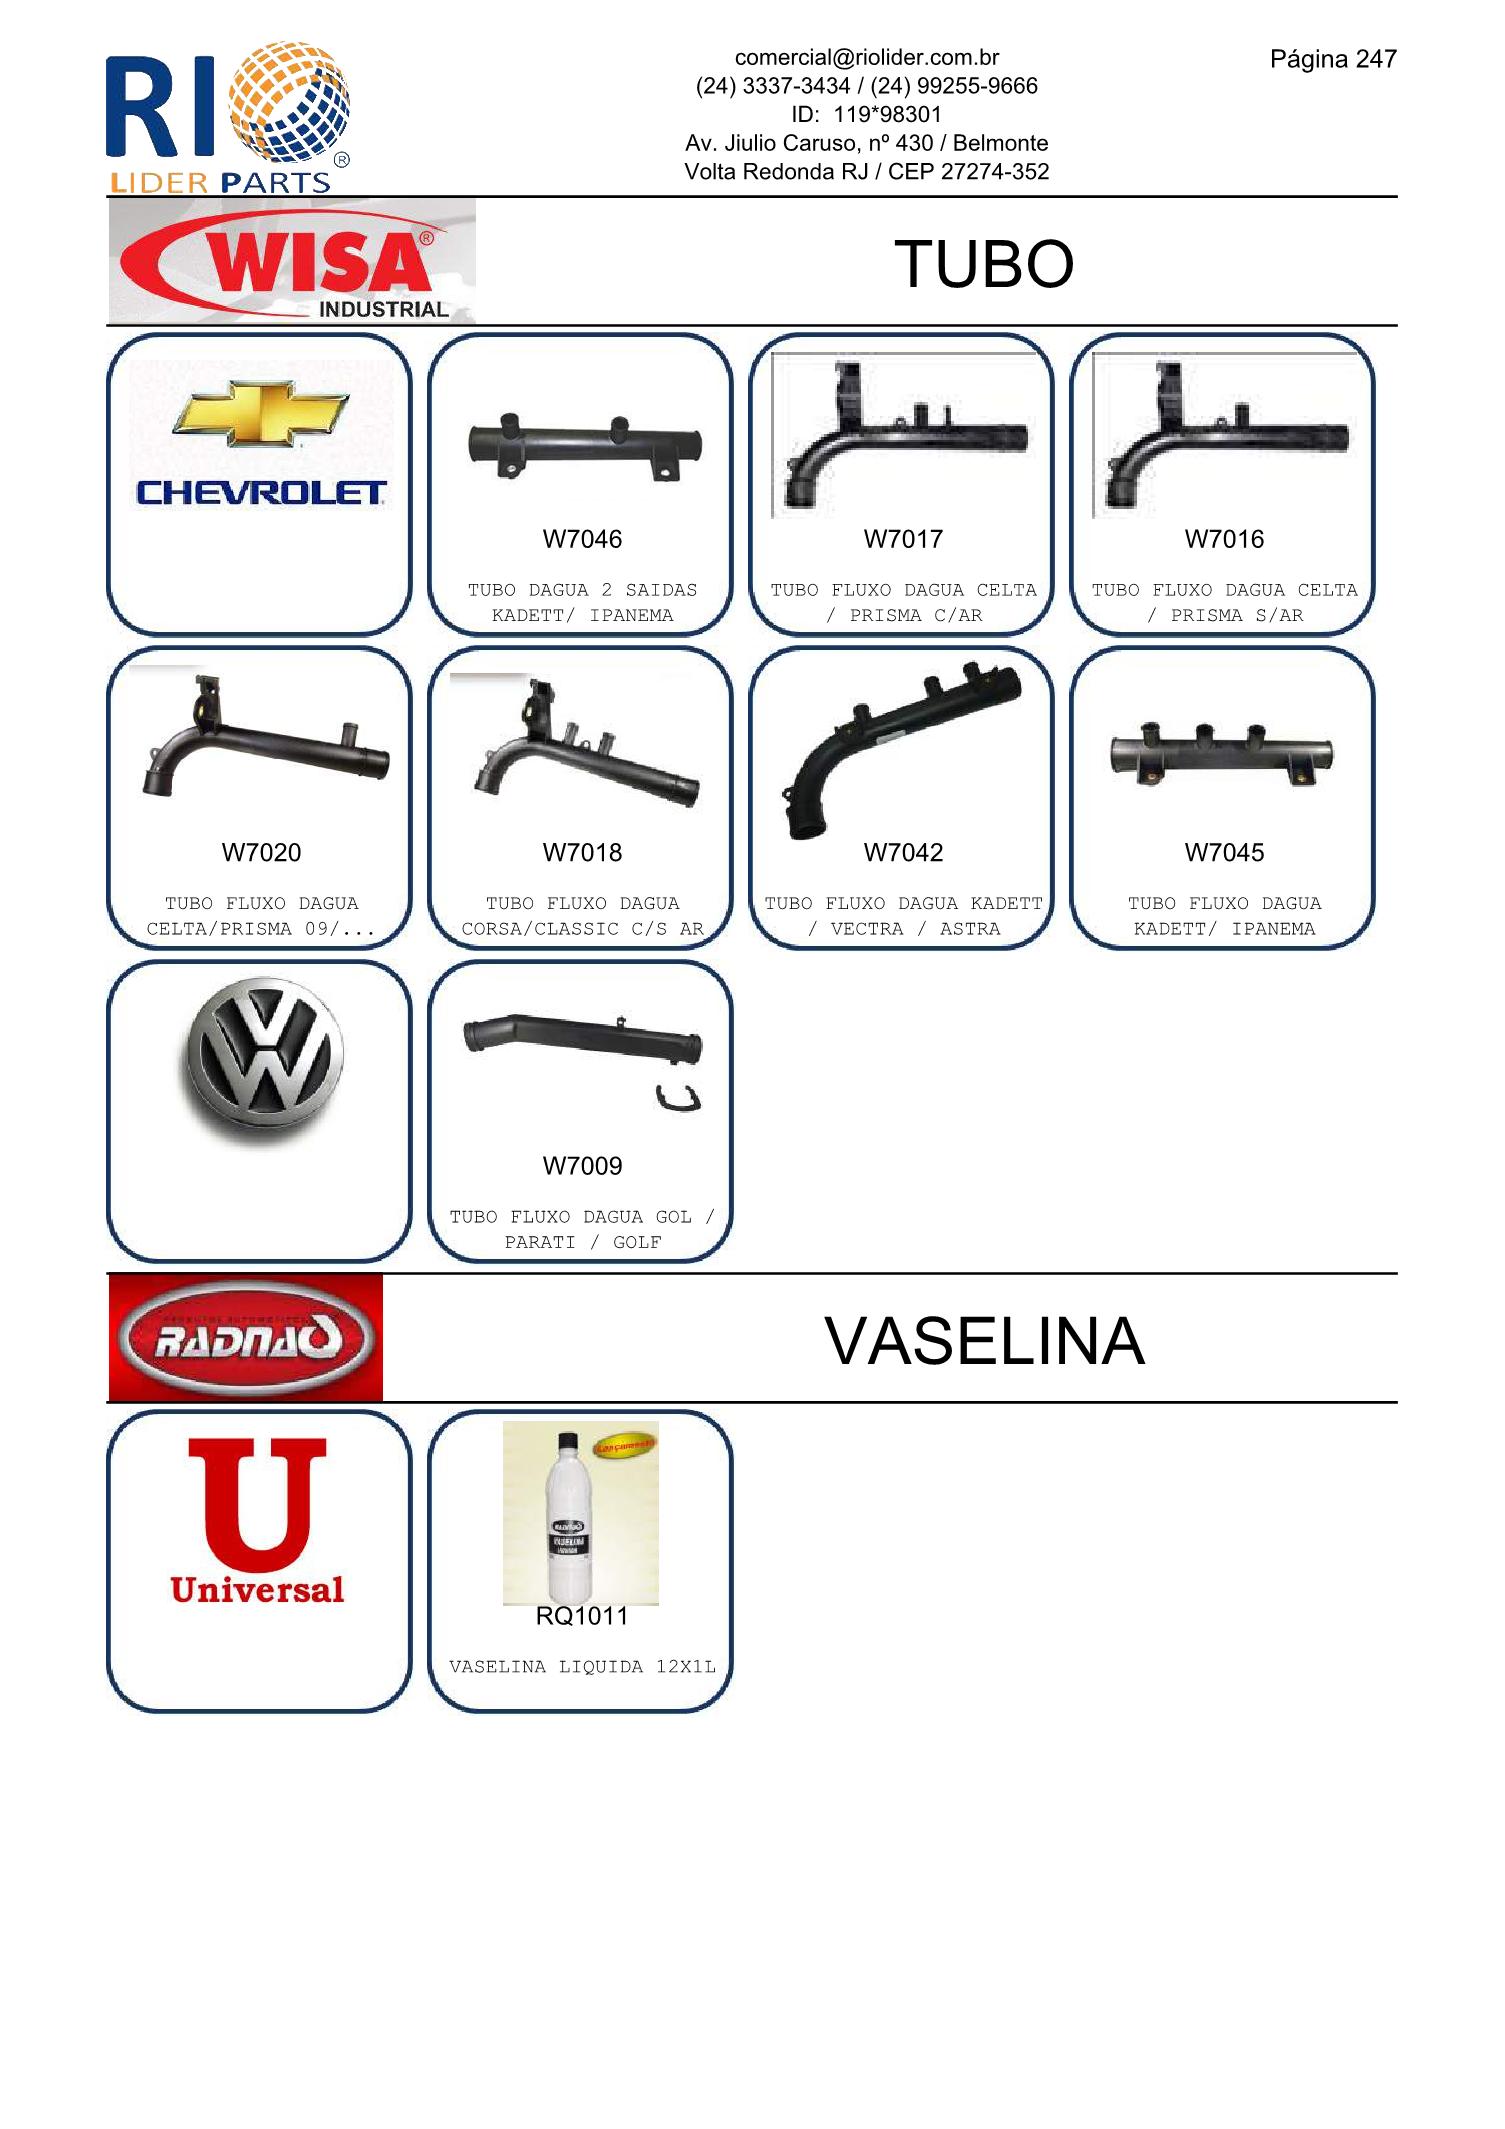 RIO
®
LIDER PARTS
comercial@riolider.com.br
(24) 3337-3434 / (24) 99255-9666
ID: 119*98301
Av. Jiulio Caruso, nº 430 / Belmonte
Volta Redonda RJ / CEP 27274-352
Página 247
WISA®
INDUSTRIAL
TUBO
CHEVROLET
W7046
TUBO DAGUA 2 SAIDAS
KADETT/ IPANEMA
W7017
TUBO FLUXO DAGUA CELTA
/ PRISMA C/AR
W7016
TUBO FLUXO DAGUA CELTA
/ PRISMA S/AR
W7020
TUBO FLUXO DAGUA
CELTA/PRISMA 09/...
W7018
TUBO FLUXO DAGUA
CORSA/CLASSIC C/S AR
W7042
TUBO FLUXO DAGUA KADETT
/ VECTRA / ASTRA
W7045
TUBO FLUXO DAGUA
KADETT/ IPANEMA
VW
W7009
TUBO FLUXO DAGUA GOL /
PARATI / GOLF
RADNAQ
VASELINA
U
Universal
Lançamento
RADNAQ
VASELINA
RQ1011
VASELINA LIQUIDA 12X1L